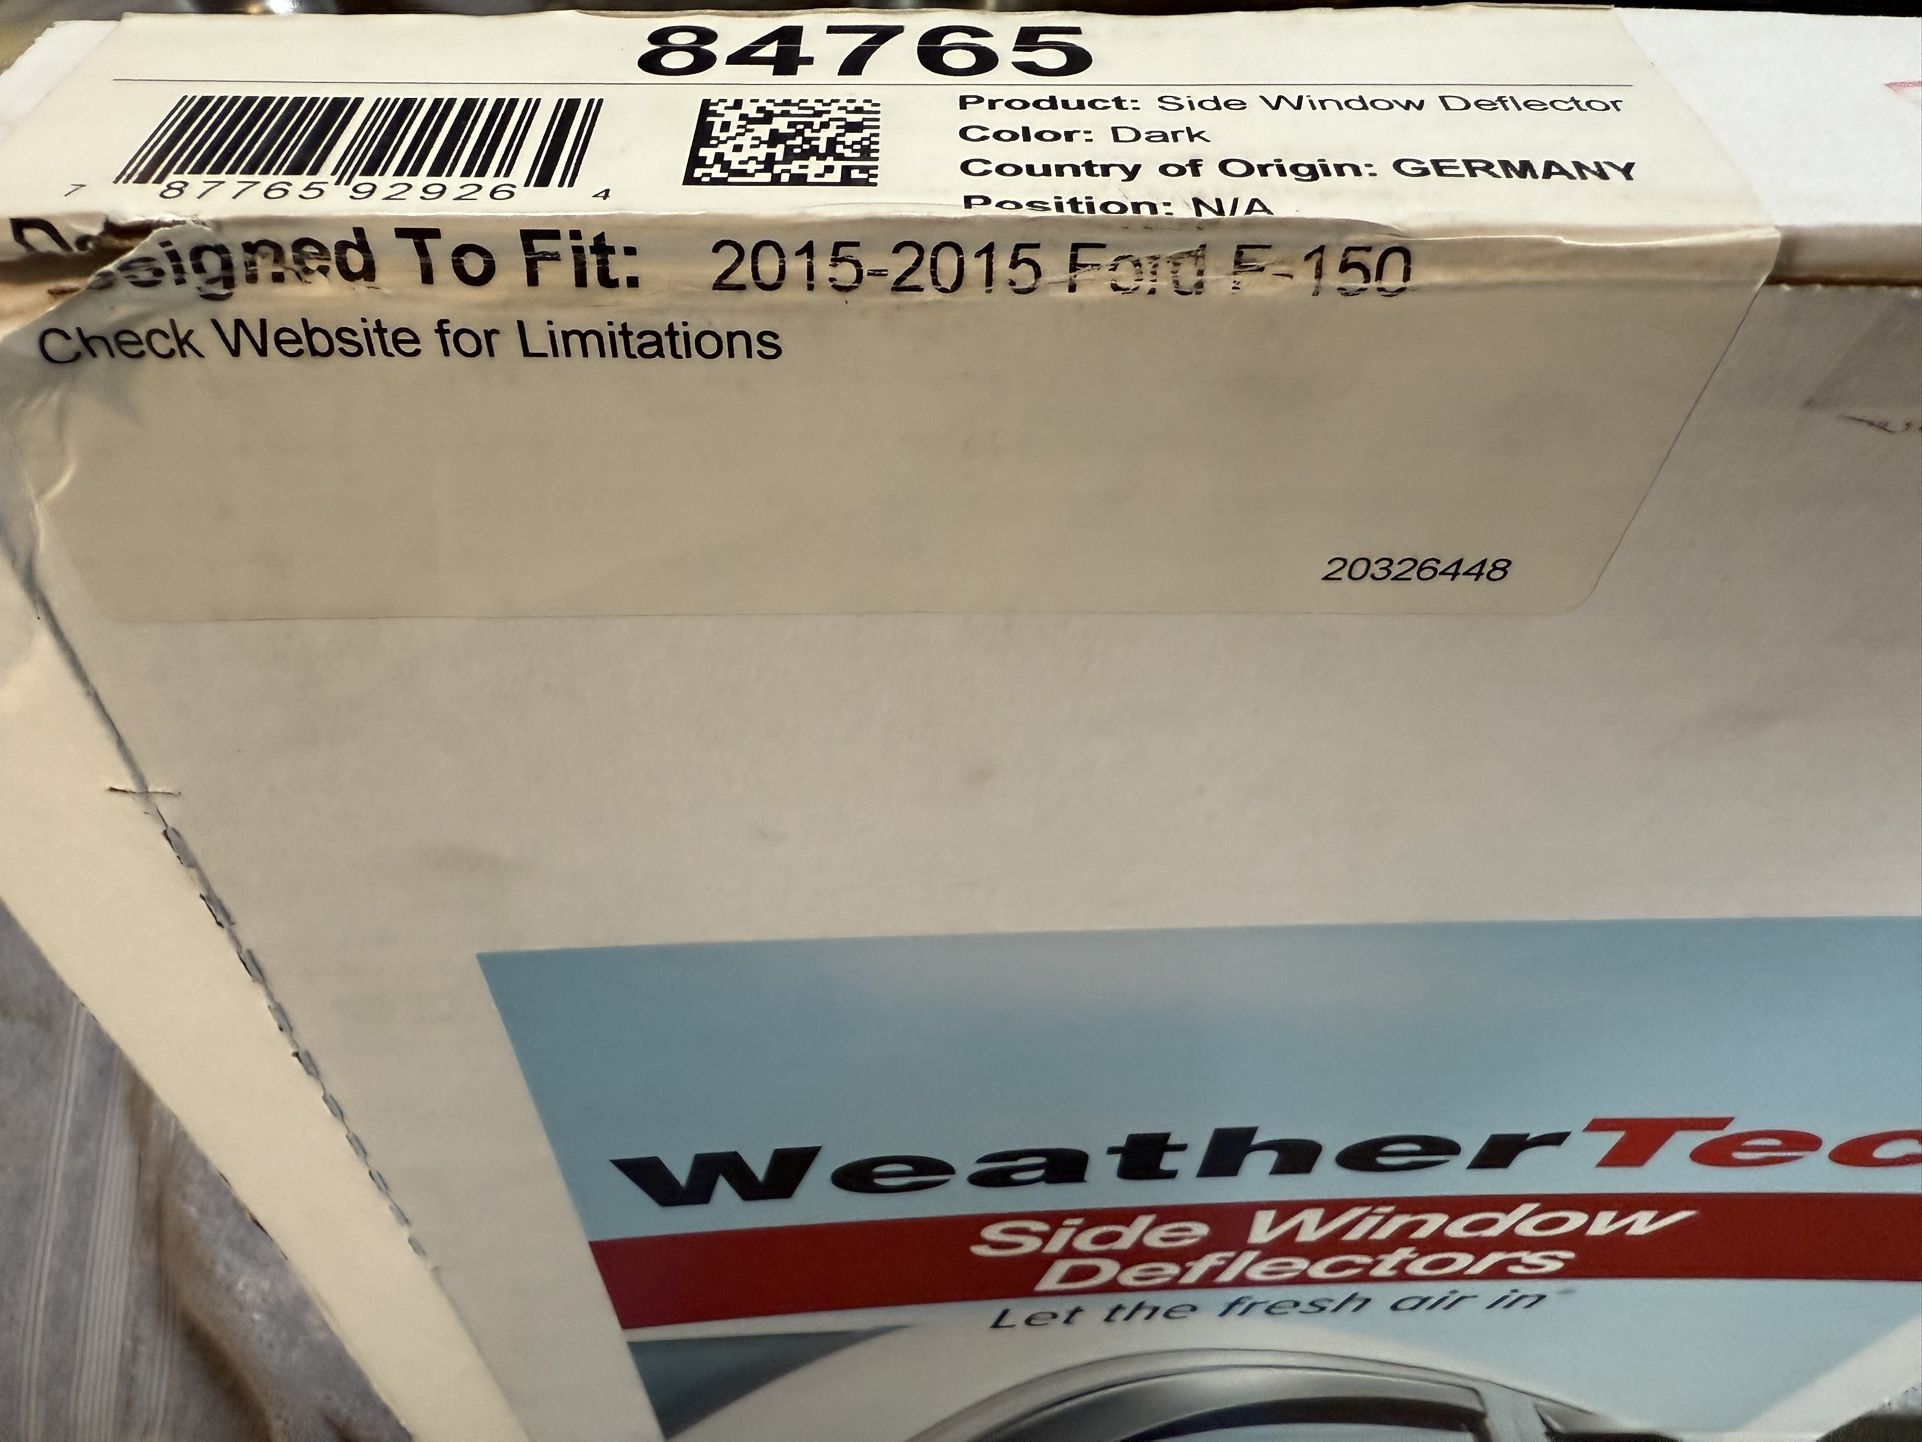 84765
Product: Side Window Deflector
Color: Dark
Country of Origin: GERMANY
Position: N/A
7 87765 92926 4
Designed To Fit: 2015-2015 Ford F-150
Check Website for Limitations
20326448
WeatherTec
Side Window
Deflectors
Let the fresh air in